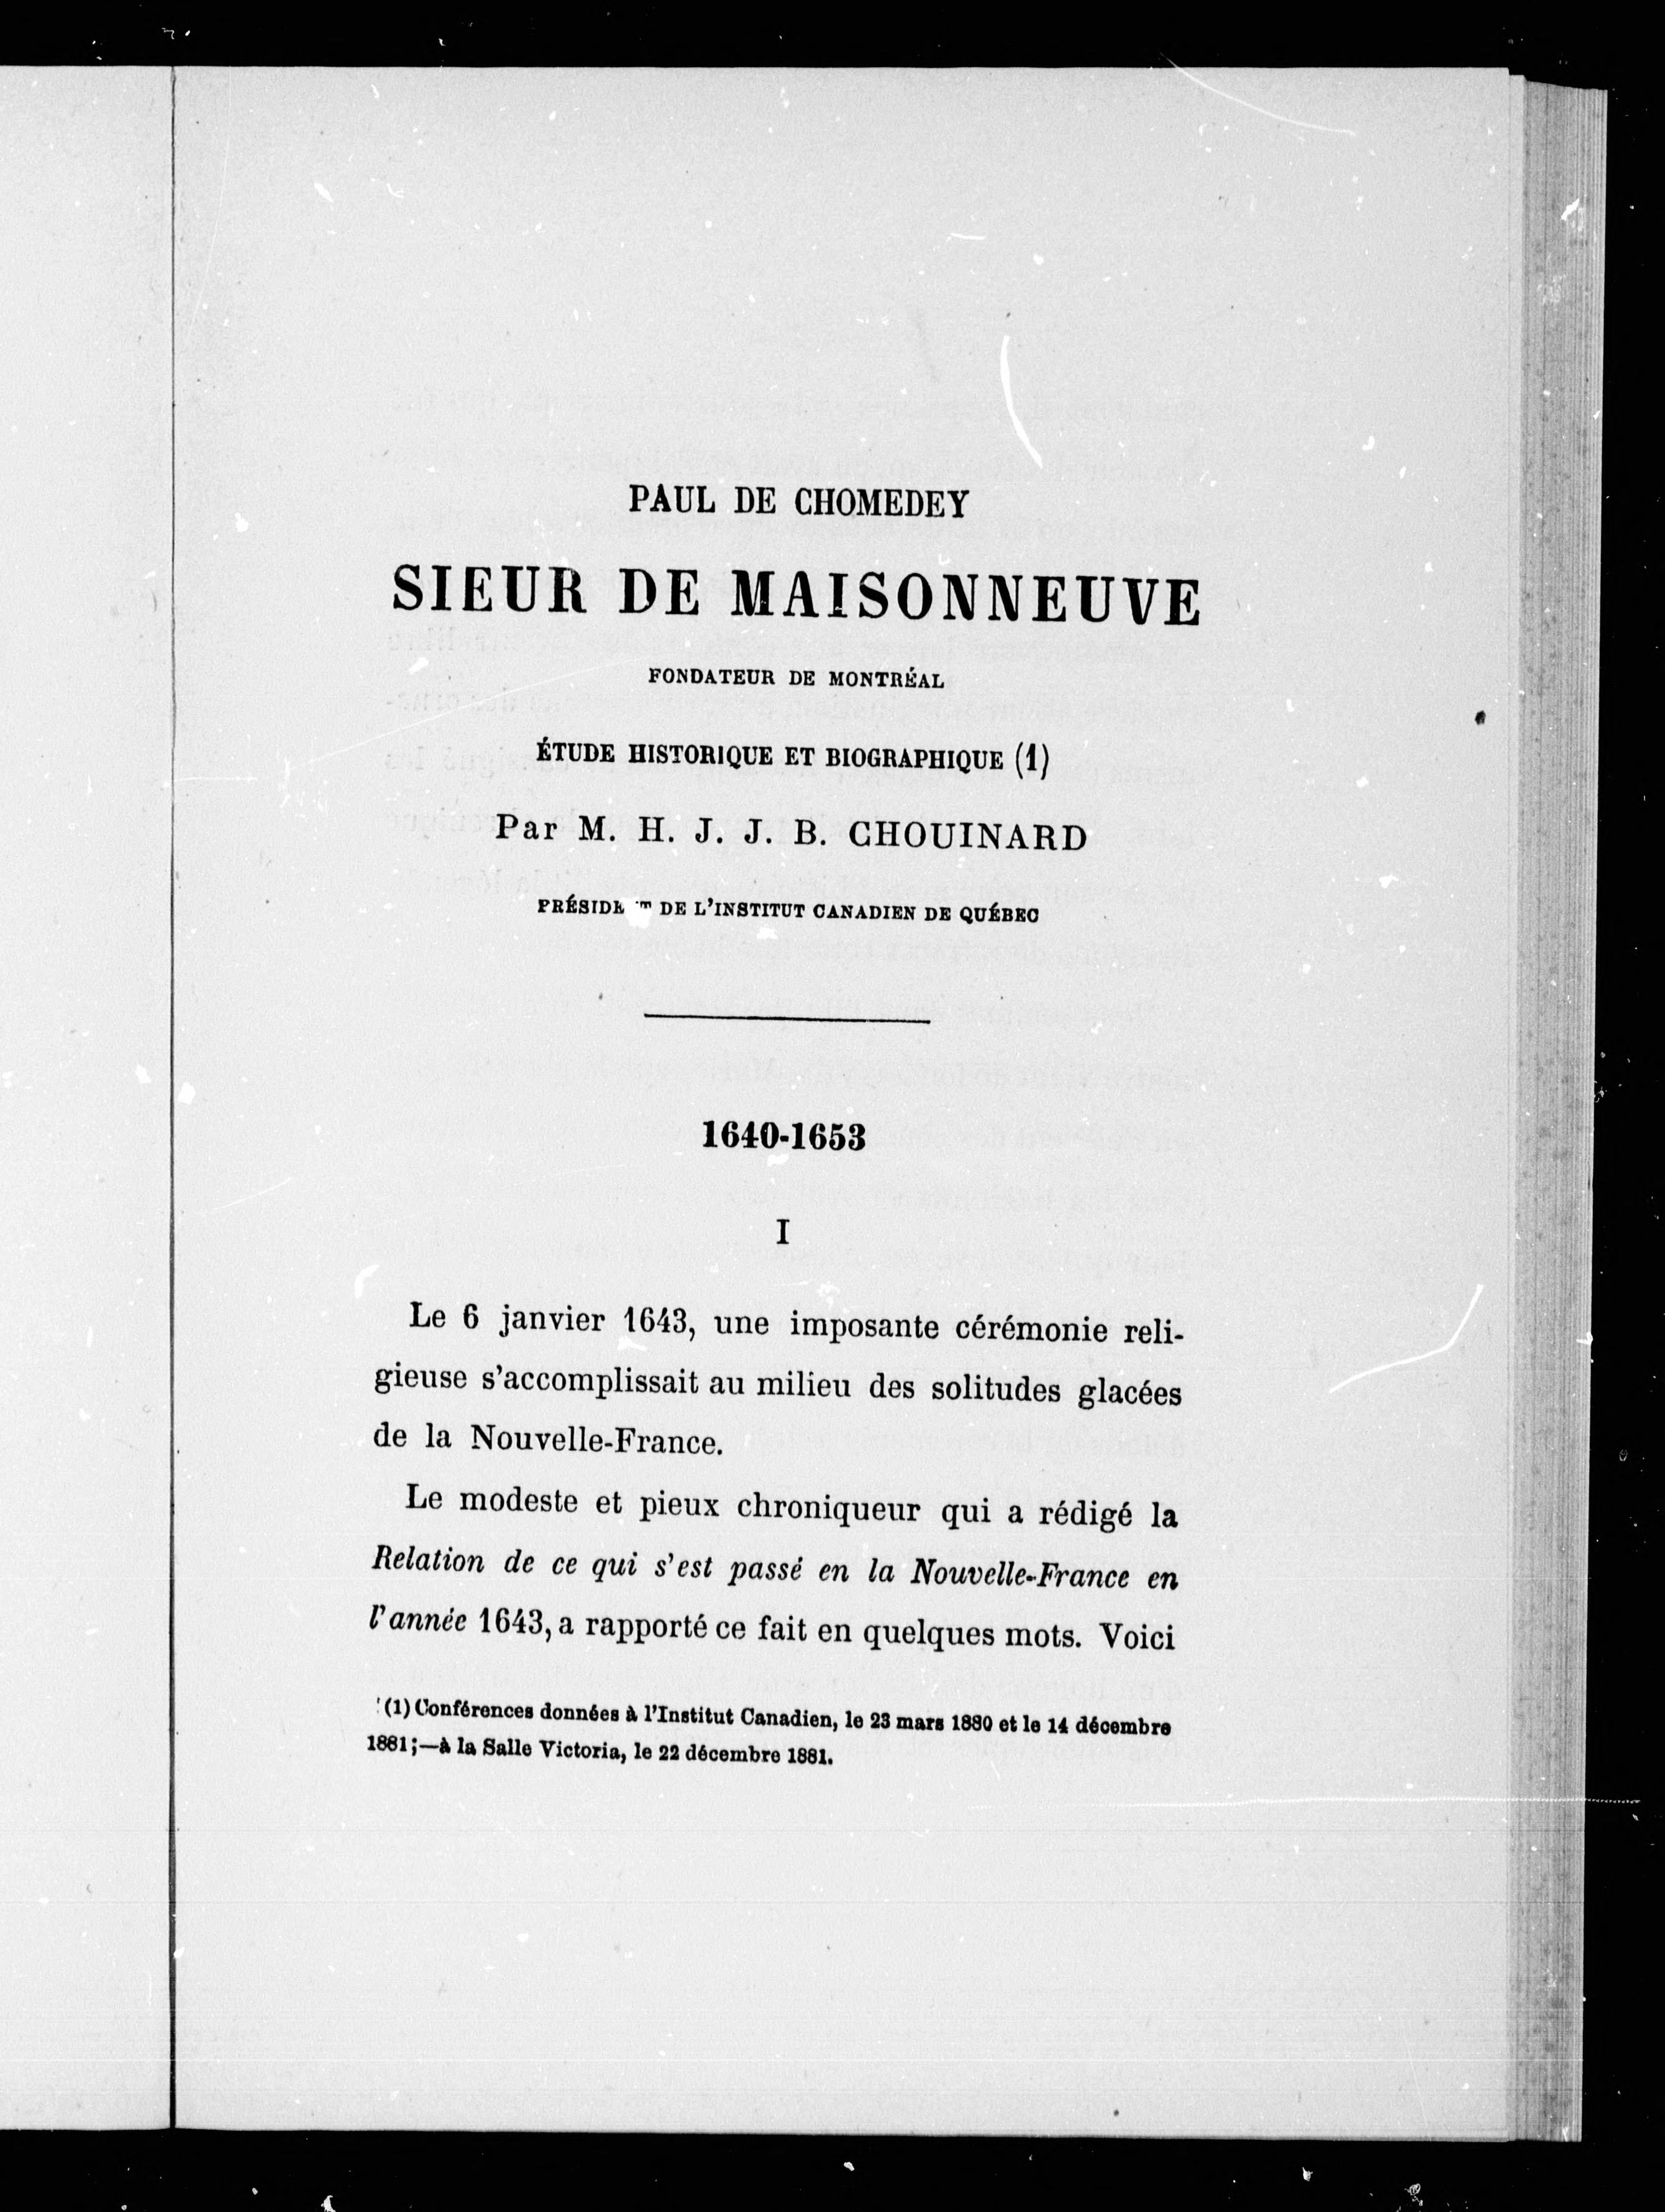 PAUL DE CHOMEDEY
SIEUR DE MAISONNEUVE
FONDATEUR DE MONTRÉAL
ÉTUDE HISTORIQUE ET BIOGRAPHIQUE (1)
Par M. H. J. J. B. CHOUINARD
DE L'INSTITUT CANADIEN DE QUÉBEC
1640-1653
I
Le 6 janvier 1643, une imposante cérémonie reli-
gieuse s'accomplissait au milieu des solitudes glacées
de la Nouvelle-France.
Le modeste et pieux chroniqueur qui a rédigé la
Relation de ce qui s'est passé en la Nouvelle-France en
l'année 1643, a rapporté ce fait en quelques mots. Voici
(1) Conférences données à l'Institut Canadien, le 23 mars 1880 et le 14 décembre
1881;—à la Salle Victoria, le 22 décembre 1881.